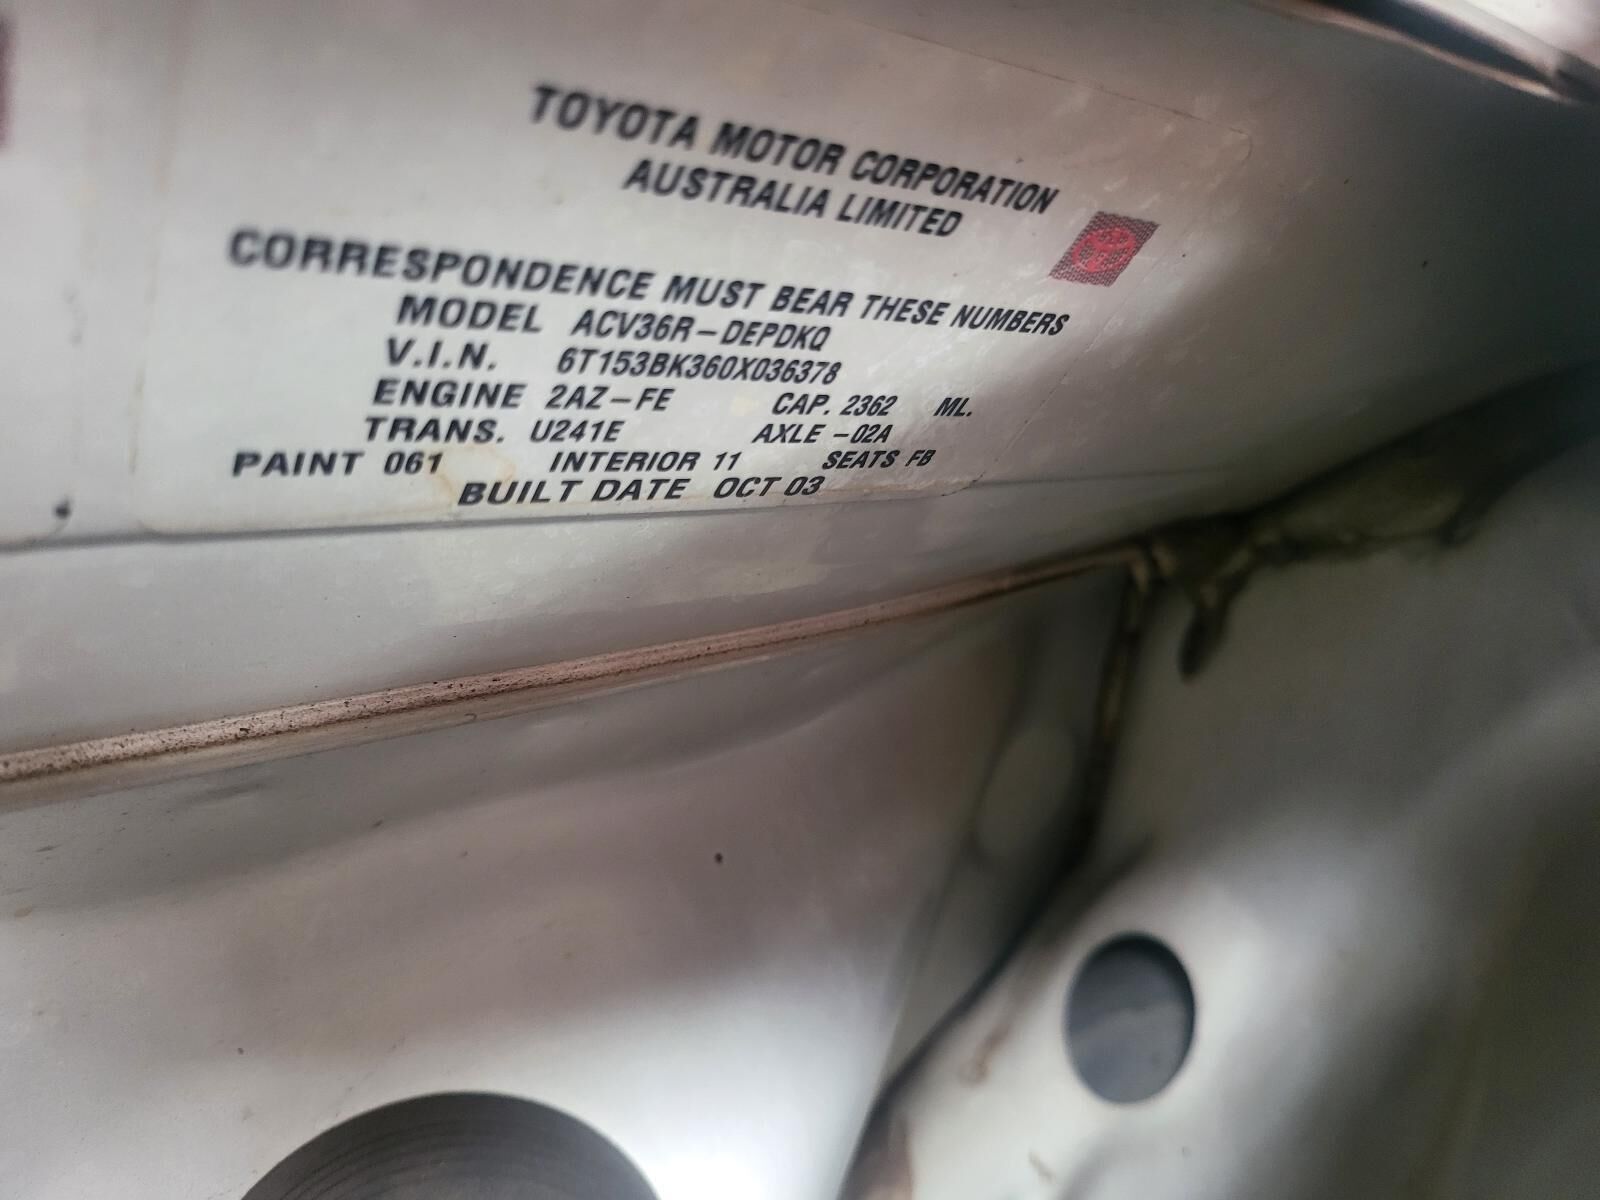 TOYOTA MOTOR CORPORATION
AUSTRALIA LIMITED
CORRESPONDENCE MUST BEAR THESE NUMBERS
MODEL ACV36R-DEPDKQ
V.I.N. 6T153BK360X036378
ENGINE 2AZ-FE CAP. 2362 ML.
TRANS. U241E AXLE -02A
PAINT 061 INTERIOR 11 SEATS FB
BUILT DATE OCT 03